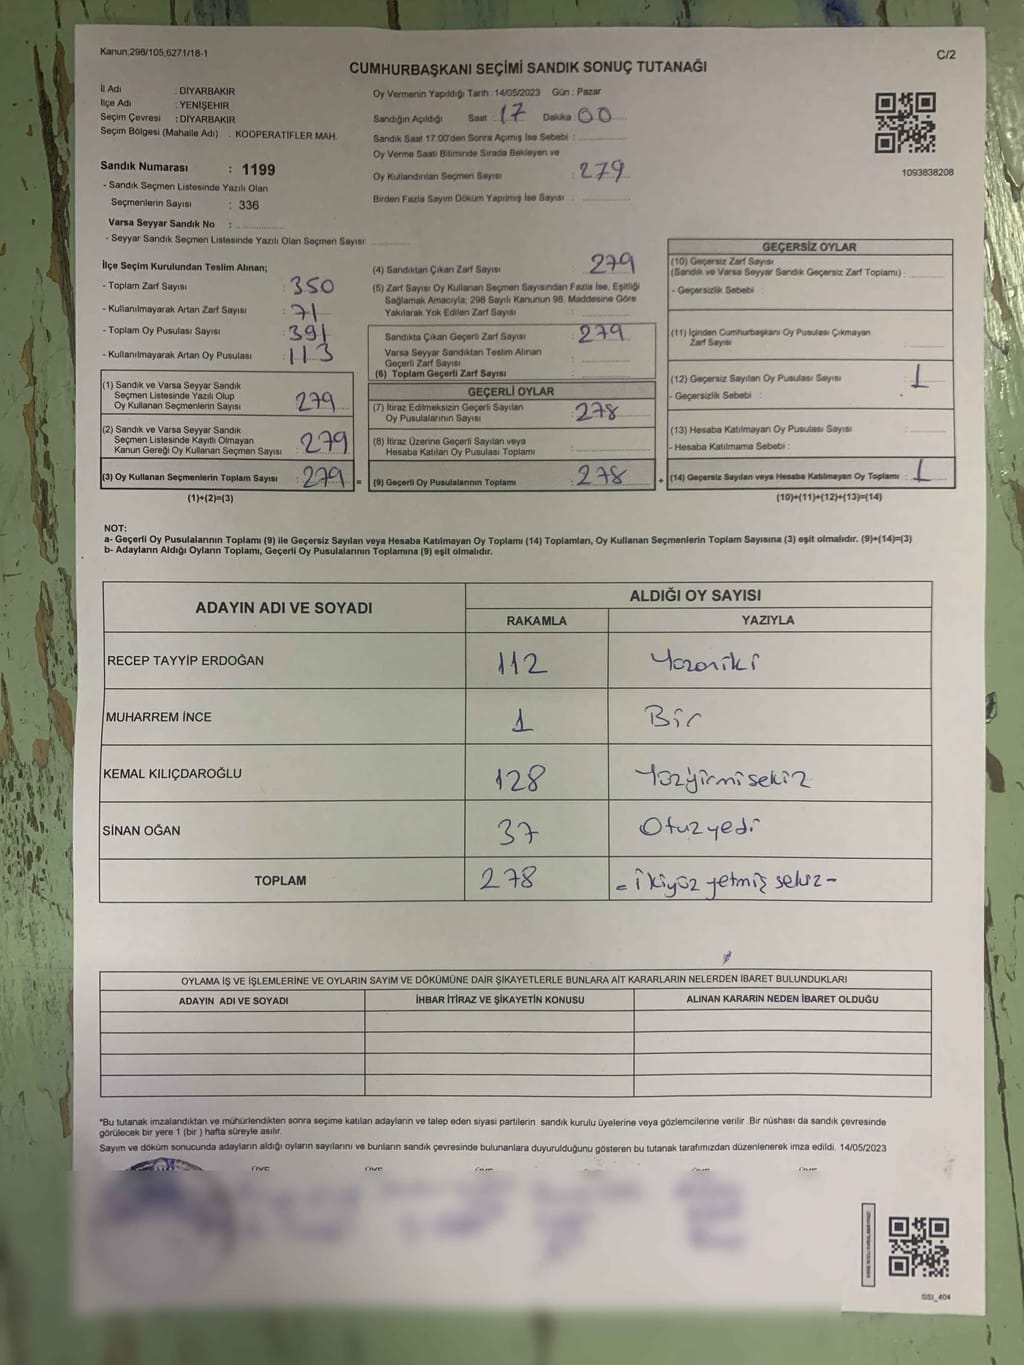 Kanun,298/105,6271/18-1
C/2
CUMHURBAŞKANI SEÇİMİ SANDIK SONUÇ TUTANAĞI
İl Adı : DİYARBAKIR
İlçe Adı : YENİŞEHİR
Seçim Çevresi : DİYARBAKIR
Seçim Bölgesi (Mahalle Adı) . KOOPERATİFLER MAH.
Sandık Numarası : 1199
- Sandık Seçmen Listesinde Yazılı Olan
Seçmenlerin Sayısı : 336
Varsa Seyyar Sandık No : ..............
- Seyyar Sandık Seçmen Listesinde Yazılı Olan Seçmen Sayısı ..............
Oy Vermenin Yapıldığı Tarih :14/05/2023 Gün : Pazar
Sandığın Açıldığı Saat : 17 Dakika : 00
Sandık Saat 17:00'den Sonra Açımış İse Sebebi : ..............
Oy Verme Saati Bitiminde Sırada Bekleyen ve
Oy Kullandırılan Seçmen Sayısı : 279
Birden Fazla Sayım Döküm Yapılmış İse Sayısı : ..............
1093838208
İlçe Seçim Kurulundan Teslim Alınan;
- Toplam Zarf Sayısı : 350
- Kullanılmayarak Artan Zarf Sayısı : 71
- Toplam Oy Pusulası Sayısı : 391
- Kullanılmayarak Artan Oy Pusulası : 113
(1) Sandık ve Varsa Seyyar Sandık
Seçmen Listesinde Yazılı Olup
Oy Kullanan Seçmenlerin Sayısı : 279
(2) Sandık ve Varsa Seyyar Sandık
Seçmen Listesinde Kayıtlı Olmayan
Kanun Gereği Oy Kullanan Seçmen Sayısı : 279
(3) Oy Kullanan Seçmenlerin Toplam Sayısı : 279 =
(1)+(2)=(3)
(4) Sandıktan Çıkan Zarf Sayısı : 279
(5) Zarf Sayısı Oy Kullanan Seçmen Sayısından Fazla İse, Eşitliği
Sağlamak Amacıyla; 298 Sayılı Kanunun 98. Maddesine Göre
Yakılarak Yok Edilen Zarf Sayısı : ..............
Sandıkta Çıkan Geçerli Zarf Sayısı : 279
Varsa Seyyar Sandıktan Teslim Alınan
Geçerli Zarf Sayısı : ..............
(6) Toplam Geçerli Zarf Sayısı : ..............
GEÇERLİ OYLAR
(7) İtiraz Edilmeksizin Geçerli Sayılan
Oy Pusulalarının Sayısı : 278
(8) İtiraz Üzerine Geçerli Sayılan veya
Hesaba Katılan Oy Pusulası Toplamı : ..............
(9) Geçerli Oy Pusulalarının Toplamı : 278 +
GEÇERSİZ OYLAR
(10) Geçersiz Zarf Sayısı
(Sandık ve Varsa Seyyar Sandık Geçersiz Zarf Toplamı) : ..............
- Geçersizlik Sebebi :
(11) İçinden Cumhurbaşkanı Oy Pusulası Çıkmayan
Zarf Sayısı : ..............
(12) Geçersiz Sayılan Oy Pusulası Sayısı : 1
- Geçersizlik Sebebi :
(13) Hesaba Katılmayan Oy Pusulası Sayısı : ..............
- Hesaba Katılmama Sebebi :
(14) Geçersiz Sayılan veya Hesaba Katılmayan Oy Toplamı : 1
(10)+(11)+(12)+(13)=(14)
NOT:
a- Geçerli Oy Pusulalarının Toplamı (9) ile Geçersiz Sayılan veya Hesaba Katılmayan Oy Toplamı (14) Toplamları, Oy Kullanan Seçmenlerin Toplam Sayısına (3) eşit olmalıdır. (9)+(14)=(3)
b- Adayların Aldığı Oyların Toplamı, Geçerli Oy Pusulalarının Toplamına (9) eşit olmalıdır.
ADAYIN ADI VE SOYADI ALDIĞI OY SAYISI
RAKAMLA YAZIYLA
RECEP TAYYİP ERDOĞAN 112 Yüzoniki
MUHARREM İNCE 1 Bir
KEMAL KILIÇDAROĞLU 128 Yüzyirmisekiz
SİNAN OĞAN 37 Otuzyedi
TOPLAM 278 = İkiyüz yetmiş sekiz -
OYLAMA İŞ VE İŞLEMLERİNE VE OYLARIN SAYIM VE DÖKÜMÜNE DAİR ŞİKAYETLERLE BUNLARA AİT KARARLARIN NELERDEN İBARET BULUNDUKLARI
ADAYIN ADI VE SOYADI İHBAR İTİRAZ VE ŞİKAYETİN KONUSU ALINAN KARARIN NEDEN İBARET OLDUĞU
*Bu tutanak imzalandıktan ve mühürlendikten sonra seçime katılan adayların ve talep eden siyasi partilerin sandık kurulu üyelerine veya gözlemcilerine verilir .Bir nüshası da sandık çevresinde
görülecek bir yere 1 (bir ) hafta süreyle asılır.
Sayım ve döküm sonucunda adayların aldığı oyların sayılarını ve bunların sandık çevresinde bulunanlara duyurulduğunu gösteren bu tutanak tarafımızdan düzenlenerek imza edildi. 14/05/2023
SSI_404